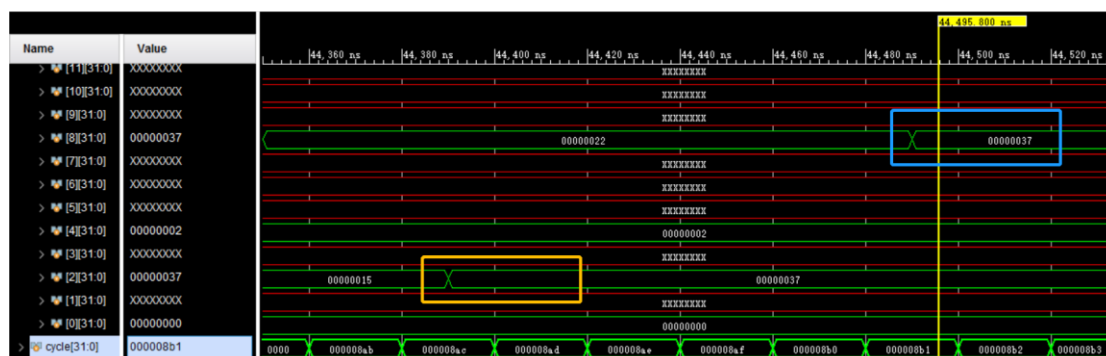 44,495.800 ns
Name Value
44,360 ns 44,380 ns 44,400 ns 44,420 ns 44,440 ns 44,460 ns 44,480 ns 44,500 ns 44,520 ns
[11][31:0] XXXXXXXX XXXXXXXX
[10][31:0] XXXXXXXX XXXXXXXX
[9][31:0] XXXXXXXX XXXXXXXX
[8][31:0] 00000037 00000022 00000037
[7][31:0] XXXXXXXX XXXXXXXX
[6][31:0] XXXXXXXX XXXXXXXX
[5][31:0] XXXXXXXX XXXXXXXX
[4][31:0] 00000002 00000002
[3][31:0] XXXXXXXX XXXXXXXX
[2][31:0] 00000037 00000015 00000037
[1][31:0] XXXXXXXX XXXXXXXX
[0][31:0] 00000000 00000000
cycle[31:0] 000008b1 0000 000008ab 000008ac 000008ad 000008ae 000008af 000008b0 000008b1 000008b2 000008b3